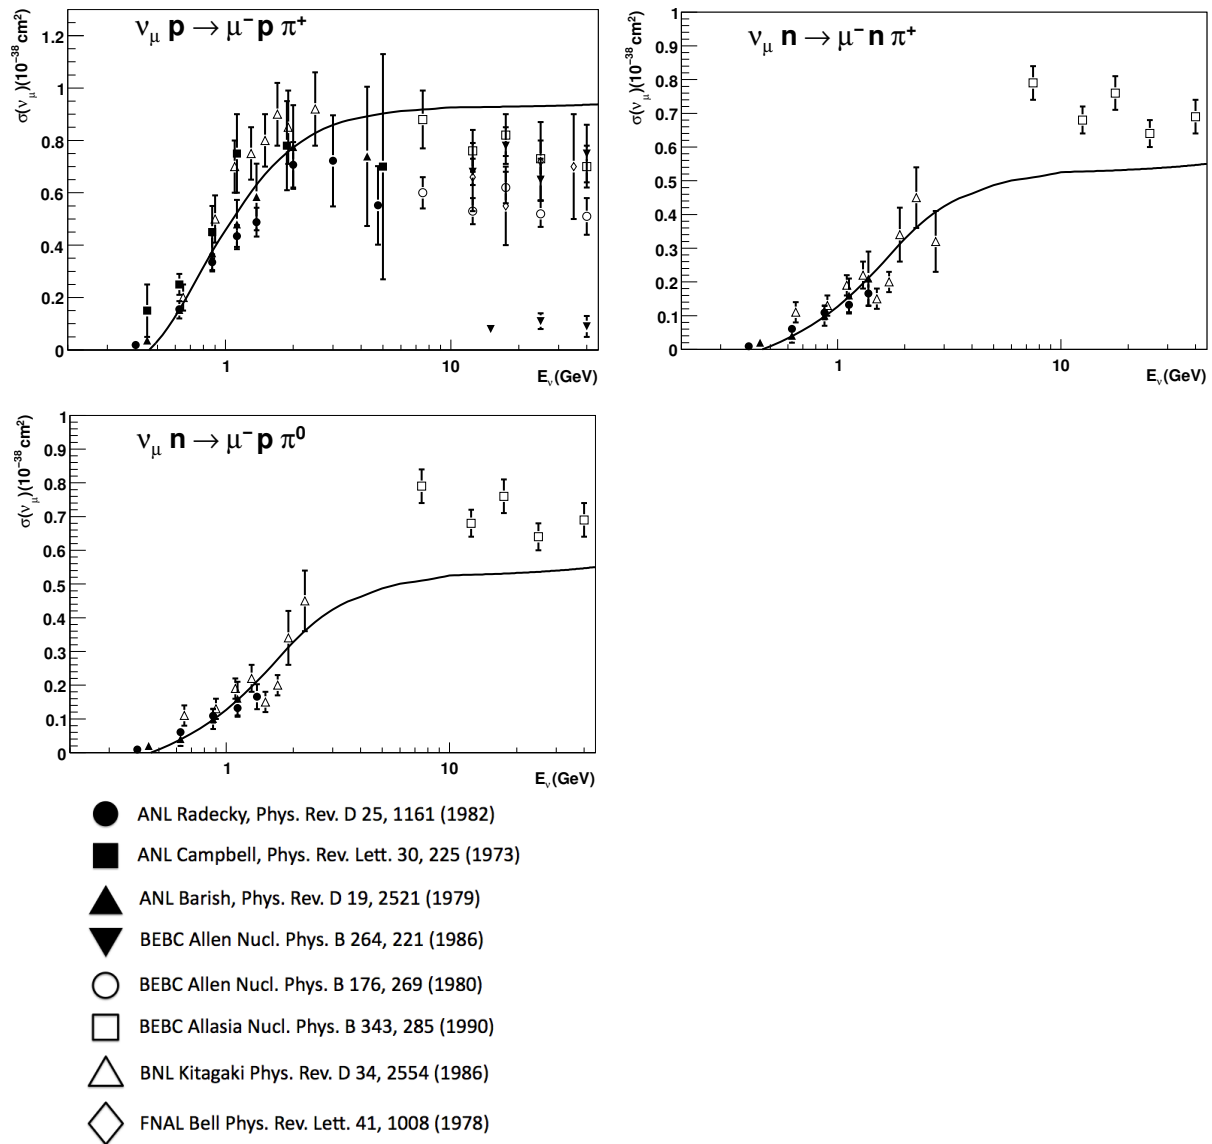 ν_μ p → μ⁻ p π⁺
σ(ν_μ)(10⁻³⁸ cm²)
1.2
1
0.8
0.6
0.4
0.2
0
1
10
E_ν(GeV)
ν_μ n → μ⁻ n π⁺
σ(ν_μ)(10⁻³⁸ cm²)
1
0.9
0.8
0.7
0.6
0.5
0.4
0.3
0.2
0.1
0
1
10
E_ν(GeV)
ν_μ n → μ⁻ p π⁰
σ(ν_μ)(10⁻³⁸ cm²)
1
0.9
0.8
0.7
0.6
0.5
0.4
0.3
0.2
0.1
0
1
10
E_ν(GeV)
ANL Radecky, Phys. Rev. D 25, 1161 (1982)
ANL Campbell, Phys. Rev. Lett. 30, 225 (1973)
ANL Barish, Phys. Rev. D 19, 2521 (1979)
BEBC Allen Nucl. Phys. B 264, 221 (1986)
BEBC Allen Nucl. Phys. B 176, 269 (1980)
BEBC Allasia Nucl. Phys. B 343, 285 (1990)
BNL Kitagaki Phys. Rev. D 34, 2554 (1986)
FNAL Bell Phys. Rev. Lett. 41, 1008 (1978)